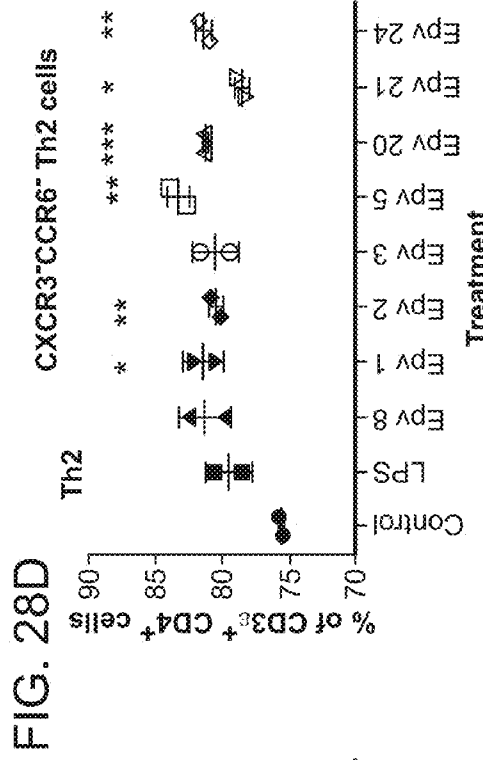 FIG. 28D
Th2
CXCR3⁻CCR6⁻ Th2 cells
* ** ** *** * **
% of CD3ε⁺ CD4⁺ cells
90
85
80
75
70
Control LPS Epv 8 Epv 1 Epv 2 Epv 3 Epv 5 Epv 20 Epv 21 Epv 24
Treatment